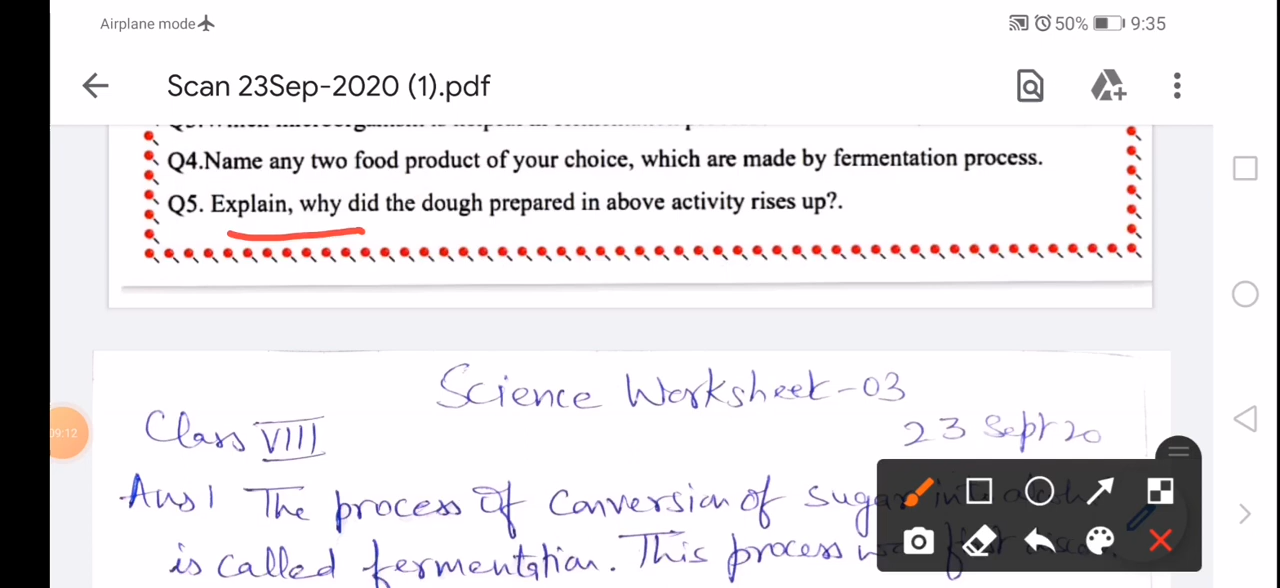 Airplane mode 50% 9:35
Scan 23Sep-2020 (1).pdf
Q4.Name any two food product of your choice, which are made by fermentation process.
Q5. Explain, why did the dough prepared in above activity rises up?.
Science Worksheet-03
Class VIII
23 Sept 20
09:12
Ans 1 The process of conversion of sugar
is called fermentation. This process